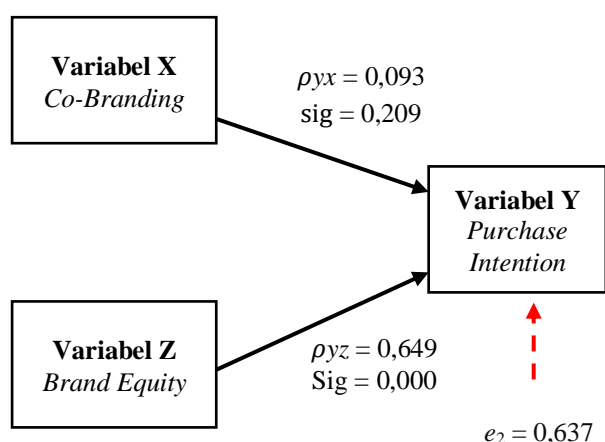 Variabel X
Co-Branding
ρyx = 0,093
sig = 0,209
Variabel Y
Purchase
Intention
Variabel Z
Brand Equity
ρyz = 0,649
Sig = 0,000
e₂ = 0,637